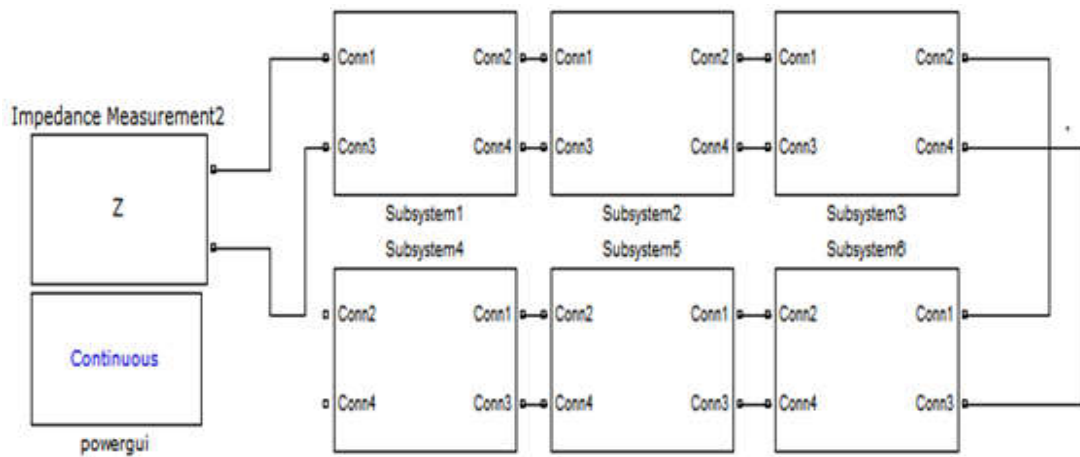 Impedance Measurement2
Z
Continuous
powergui
Conn1 Conn2
Conn3 Conn4
Subsystem1
Conn1 Conn2
Conn3 Conn4
Subsystem2
Conn1 Conn2
Conn3 Conn4
Subsystem3
Subsystem4
Conn2 Conn1
Conn4 Conn3
Subsystem5
Conn2 Conn1
Conn4 Conn3
Subsystem6
Conn2 Conn1
Conn4 Conn3